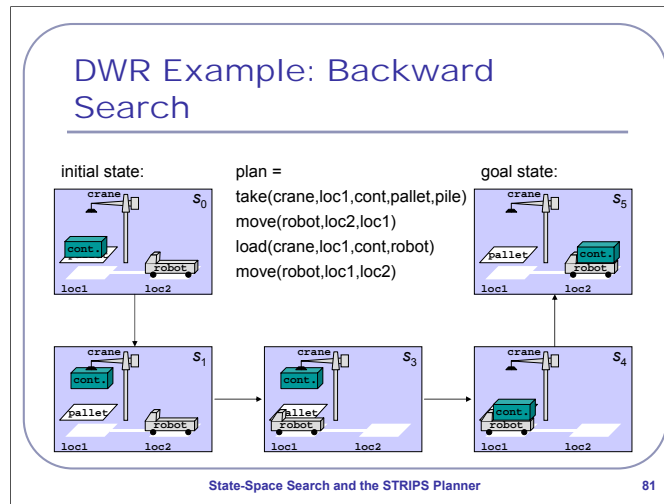 DWR Example: Backward
Search
initial state:
plan =
goal state:
take(crane,loc1,cont,pallet,pile)
move(robot,loc2,loc1)
load(crane,loc1,cont,robot)
move(robot,loc1,loc2)
crane
S0
cont.
robot
loc1
loc2
crane
S5
pallet
cont.
robot
loc1
loc2
crane
S1
cont.
pallet
robot
loc1
loc2
crane
S3
cont.
pallet
robot
loc1
loc2
crane
S4
cont.
robot
loc1
loc2
State-Space Search and the STRIPS Planner
81